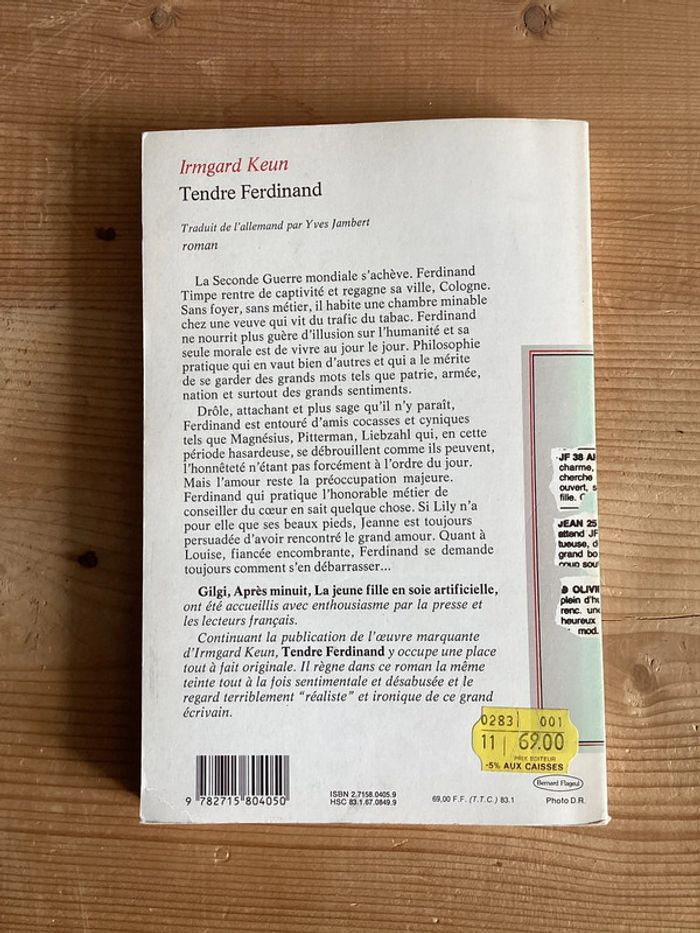 Irmgard Keun
Tendre Ferdinand
Traduit de l'allemand par Yves Jambert
roman
La Seconde Guerre mondiale s'achève. Ferdinand
Timpe rentre de captivité et regagne sa ville, Cologne.
Sans foyer, sans métier, il habite une chambre minable
chez une veuve qui vit du trafic du tabac. Ferdinand
ne nourrit plus guère d'illusion sur l'humanité et sa
seule morale est de vivre au jour le jour. Philosophie
pratique qui en vaut bien d'autres et qui a le mérite
de se garder des grands mots tels que patrie, armée,
nation et surtout des grands sentiments.
Drôle, attachant et plus sage qu'il n'y paraît,
Ferdinand est entouré d'amis cocasses et cyniques
tels que Magnésius, Pitterman, Liebzahl qui, en cette
période hasardeuse, se débrouillent comme ils peuvent,
l'honnêteté n'étant pas forcément à l'ordre du jour.
Mais l'amour reste la préoccupation majeure.
Ferdinand qui pratique l'honorable métier de
conseiller du cœur en sait quelque chose. Si Lily n'a
pour elle que ses beaux pieds, Jeanne est toujours
persuadée d'avoir rencontré le grand amour. Quant à
Louise, fiancée encombrante, Ferdinand se demande
toujours comment s'en débarrasser...
Gilgi, Après minuit, La jeune fille en soie artificielle,
ont été accueillis avec enthousiasme par la presse et
les lecteurs français.
Continuant la publication de l'œuvre marquante
d'Irmgard Keun, Tendre Ferdinand y occupe une place
tout à fait originale. Il règne dans ce roman la même
teinte tout à la fois sentimentale et désabusée et le
regard terriblement "réaliste" et ironique de ce grand
écrivain.
JF 38 A
charme,
cherche
ouvert, s
fille.
JEAN 25
attend JF
tueuse, d
grand bo
coup sou
OLIVI
plein d'hu
renc. un
heureux
mod.
0283 001
11 69.00
PRIX EDITEUR
-5% AUX CAISSES
9 782715 804050
ISBN 2.7158.0405.9
HSC 83.1.67.0849.9
69,00 F.F. (T.T.C.) 83.1
Bernard Flageul
Photo D.R.